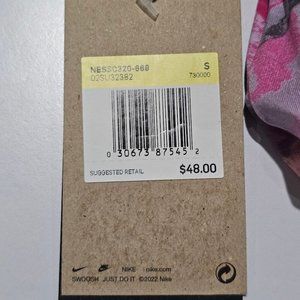 NESSC320-668 S
02SU32382 730000
0 30673 87545 2
SUGGESTED RETAIL $48.00
NIKE nike.com
SWOOSH JUST DO IT ©2022 Nike